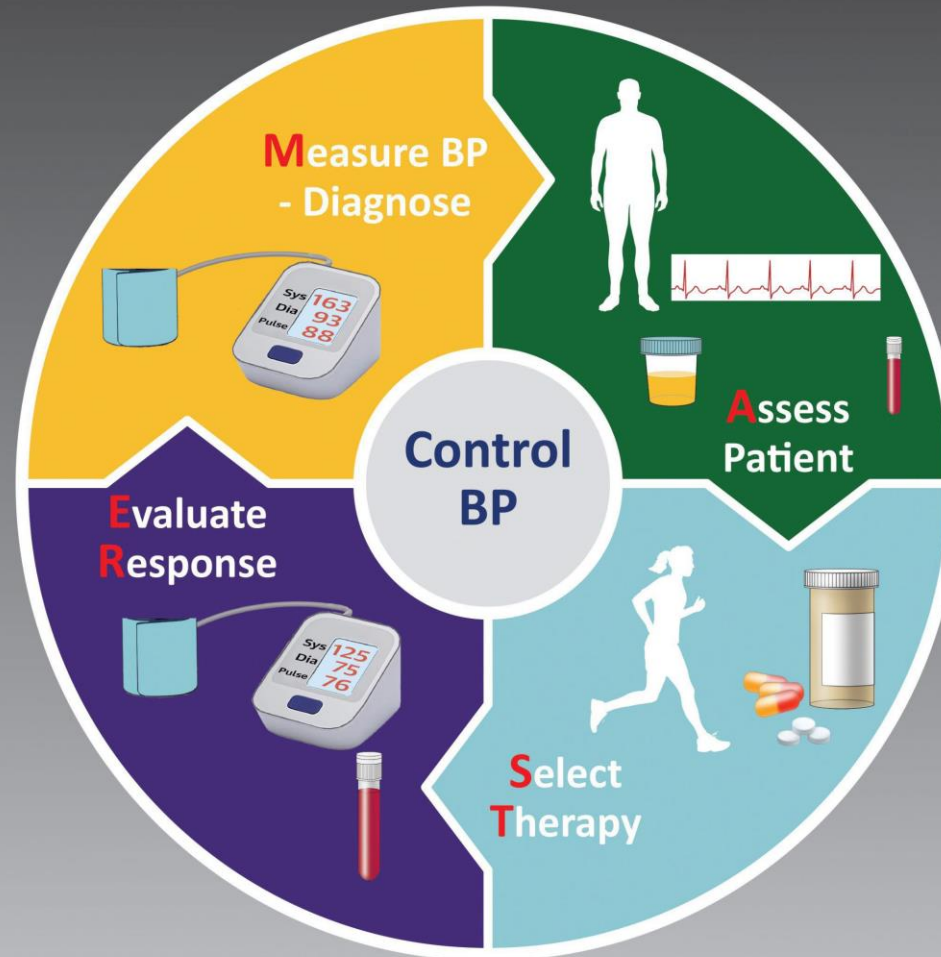 Measure BP
- Diagnose
Sys 163
Dia 93
Pulse 88
Assess
Patient
Control
BP
Select
Therapy
Evaluate
Response
Sys 125
Dia 75
Pulse 76